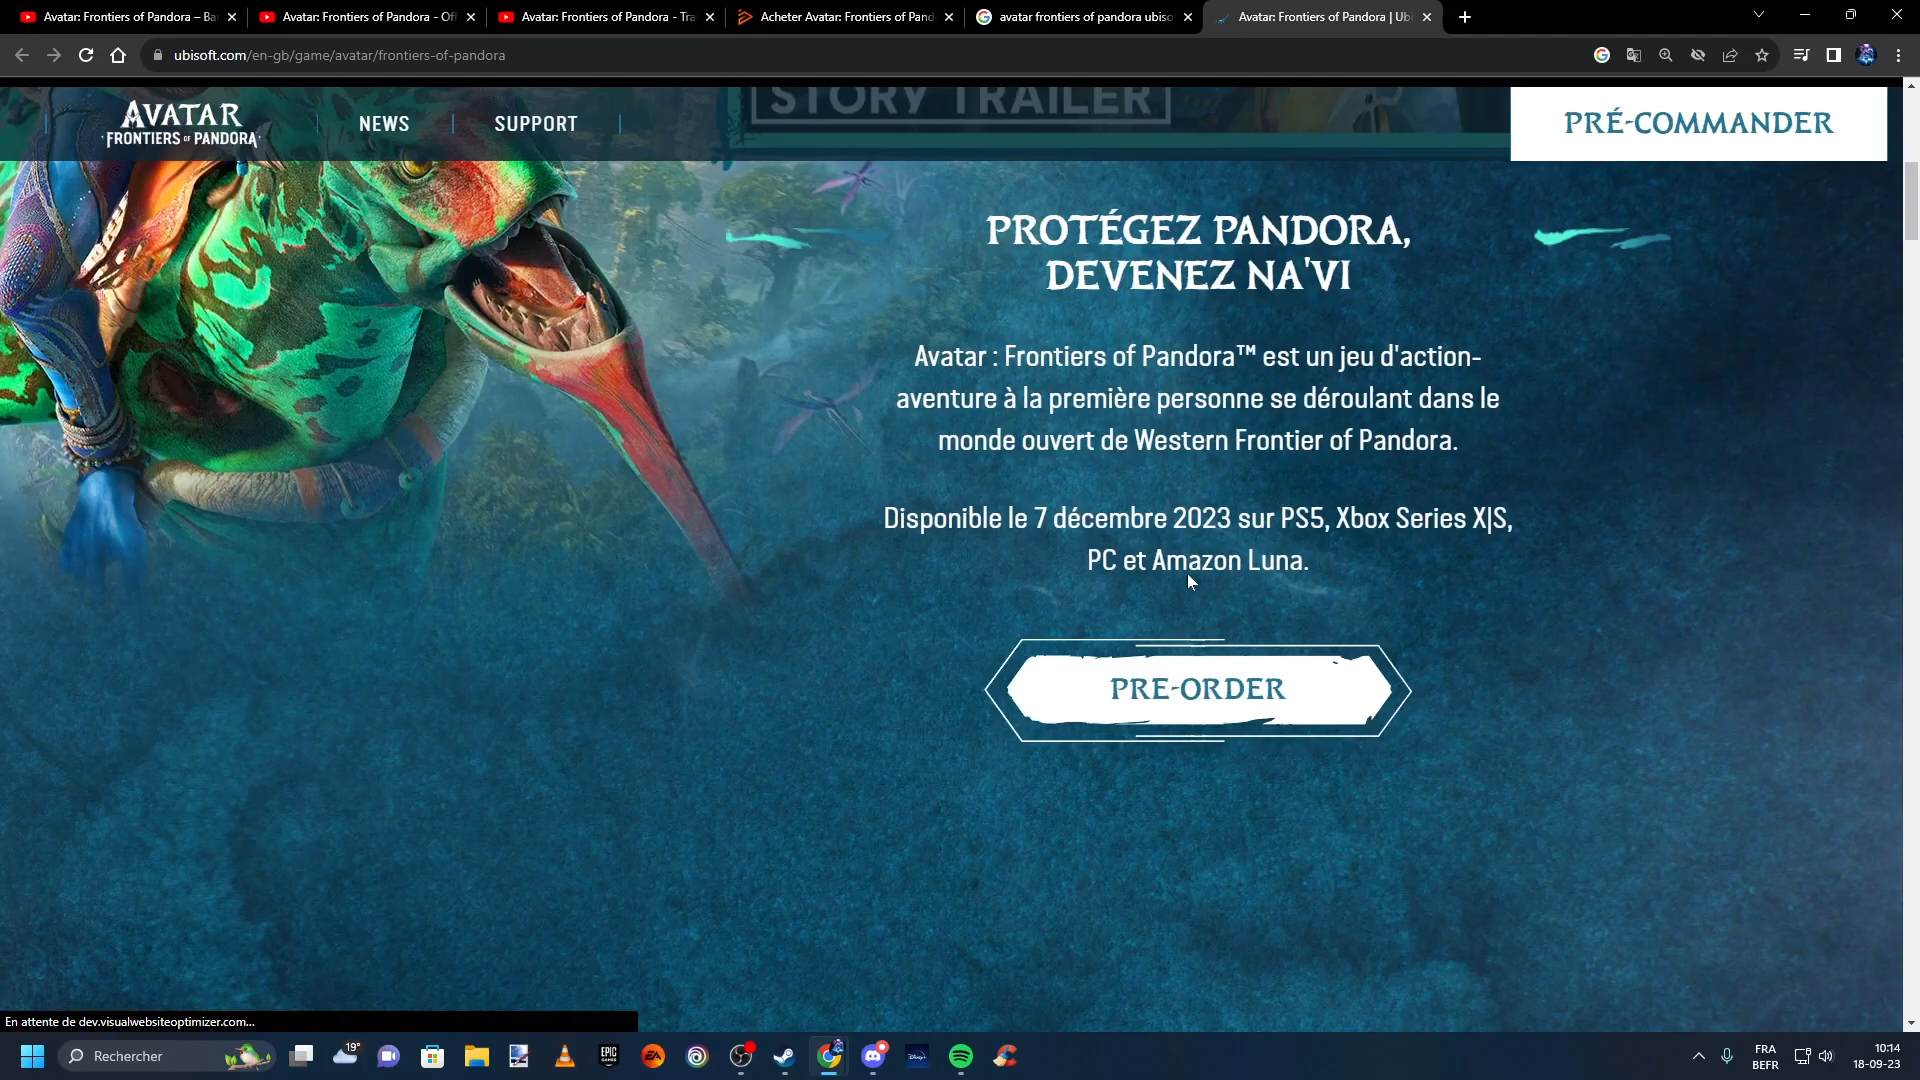 Avatar: Frontiers of Pandora – Ba
Avatar: Frontiers of Pandora - Off
Avatar: Frontiers of Pandora - Tra
Acheter Avatar: Frontiers of Pand
avatar frontiers of pandora ubiso
Avatar: Frontiers of Pandora | Ubi
ubisoft.com/en-gb/game/avatar/frontiers-of-pandora
STORY TRAILER
AVATAR
FRONTIERS OF PANDORA
NEWS
SUPPORT
PRÉ-COMMANDER
PROTÉGEZ PANDORA,
DEVENEZ NA'VI
Avatar : Frontiers of Pandora™ est un jeu d'action-
aventure à la première personne se déroulant dans le
monde ouvert de Western Frontier of Pandora.
Disponible le 7 décembre 2023 sur PS5, Xbox Series X|S,
PC et Amazon Luna.
PRE-ORDER
En attente de dev.visualwebsiteoptimizer.com...
Rechercher
19°
EPIC
GAMES
EA
Disney+
FRA
BEFR
10:14
18-09-23